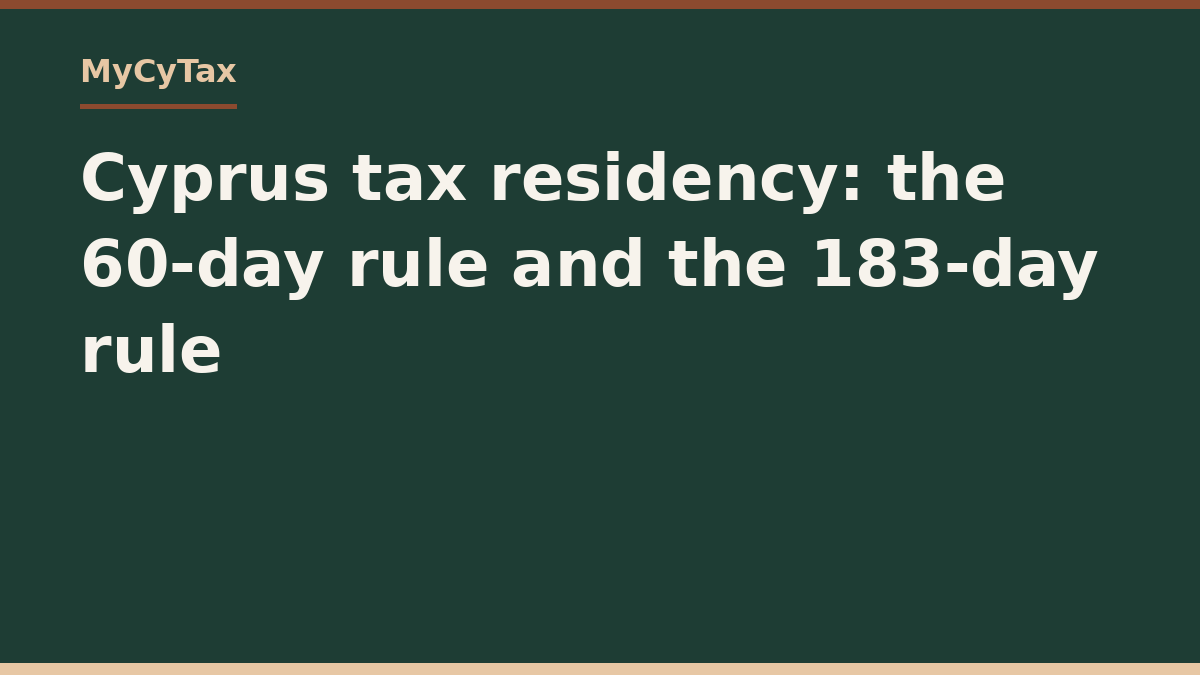 MyCyTax
Cyprus tax residency: the
60-day rule and the 183-day
rule